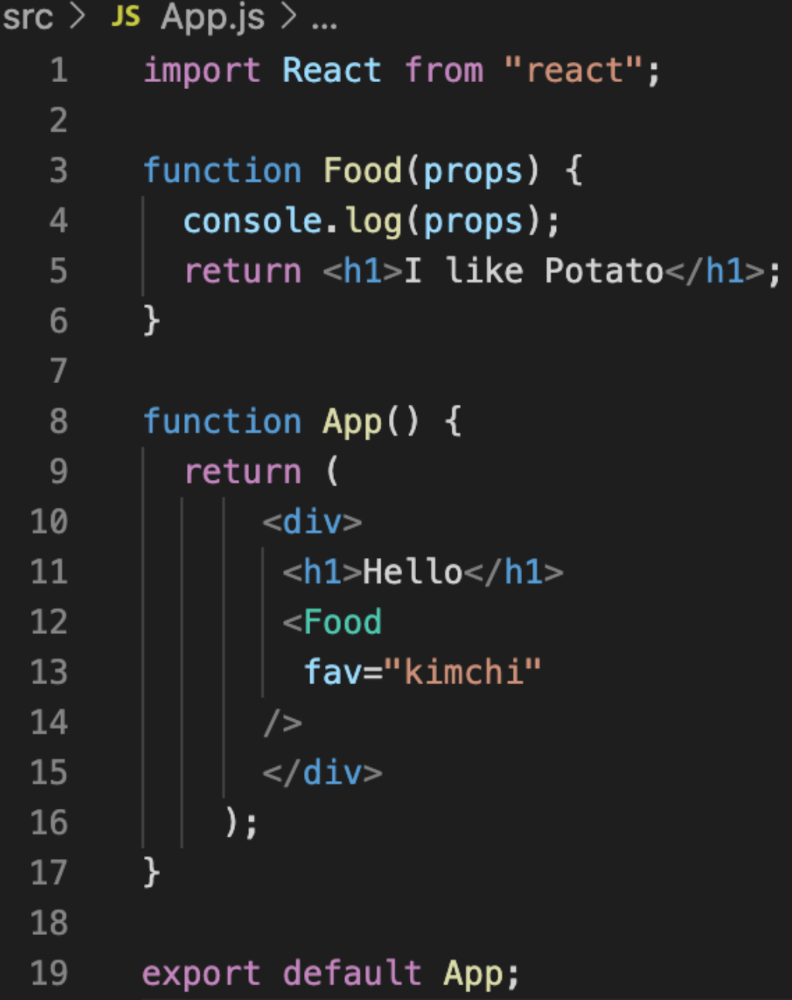 src > JS App.js > ...
1 import React from "react";
2
3 function Food(props) {
4   console.log(props);
5   return <h1>I like Potato</h1>;
6 }
7
8 function App() {
9   return (
10       <div>
11        <h1>Hello</h1>
12        <Food
13         fav="kimchi"
14       />
15       </div>
16     );
17 }
18
19 export default App;